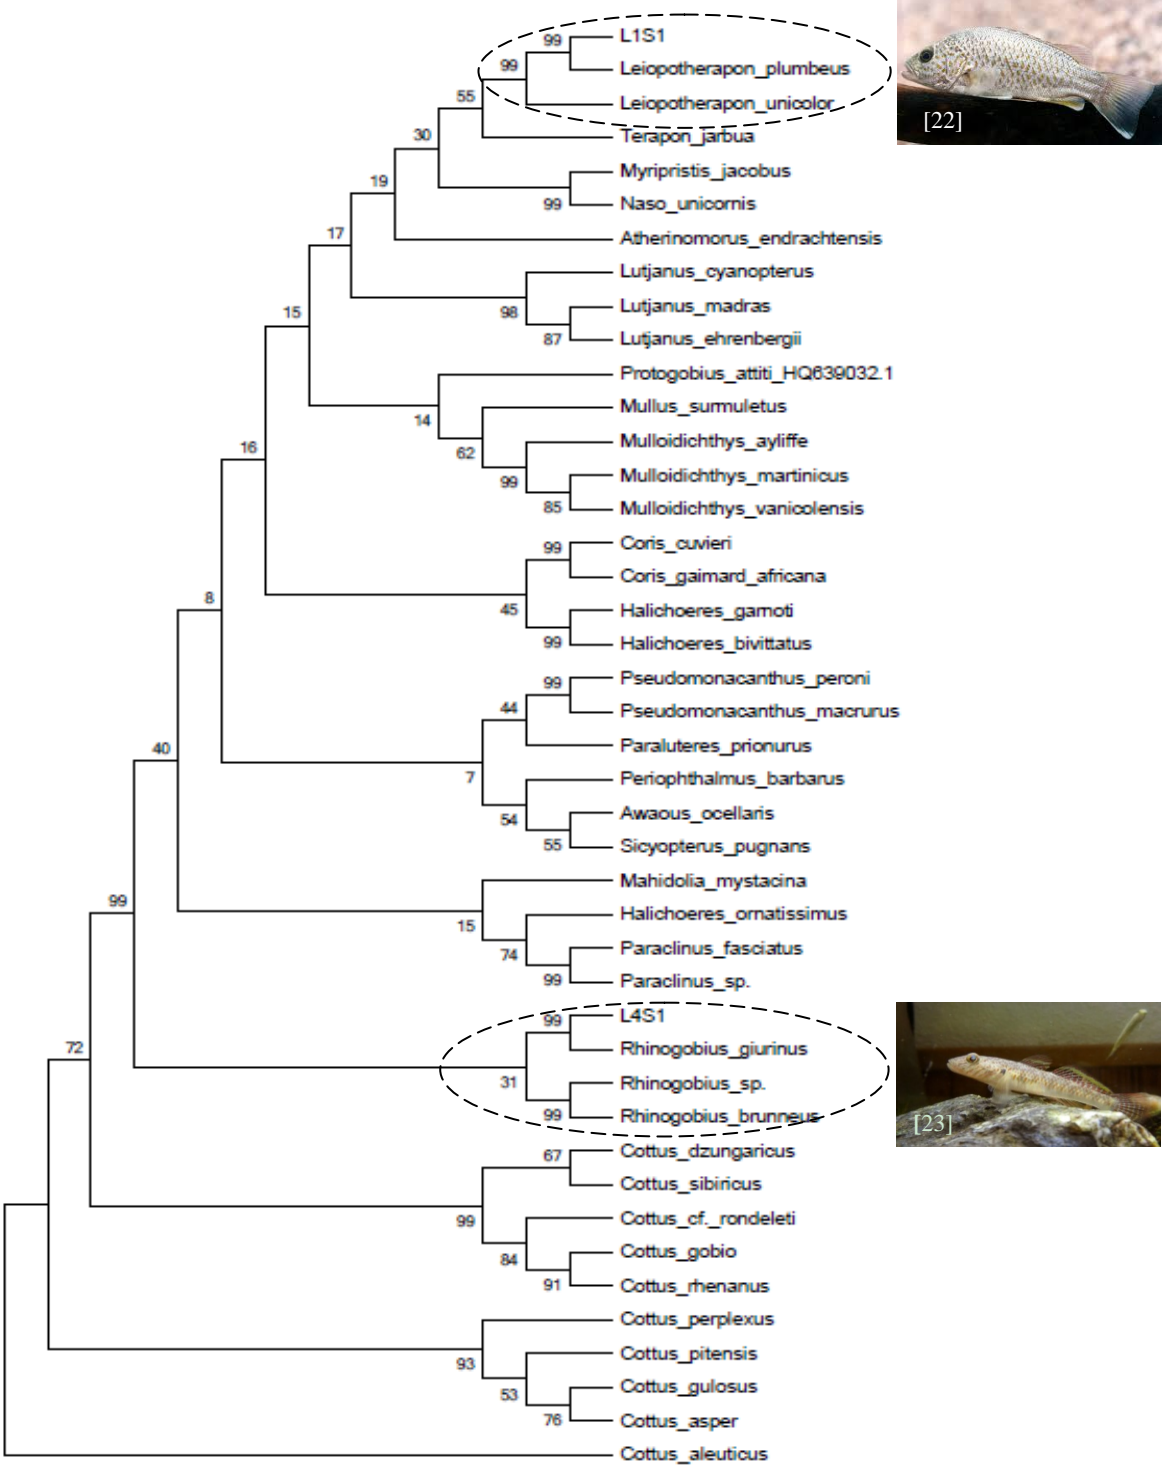 99
L1S1
99
Leiopotherapon_plumbeus
[22]
55
Leiopotherapon_unicolor
30
Terapon_jarbua
19
Myripristis_jacobus
99
Naso_unicornis
17
Atherinomorus_endrachtensis
Lutjanus_cyanopterus
15
98
Lutjanus_madras
87
Lutjanus_ehrenbergii
Protogobius_attiti_HQ639032.1
14
Mullus_surmuletus
16
62
Mulloidichthys_ayliffe
99
Mulloidichthys_martinicus
85
Mulloidichthys_vanicolensis
99
Coris_cuvieri
Coris_gaimard_africana
8
45
Halichoeres_garnoti
99
Halichoeres_bivittatus
99
Pseudomonacanthus_peroni
44
Pseudomonacanthus_macrurus
40
Paraluteres_prionurus
7
Periophthalmus_barbarus
54
Awaous_ocellaris
55
Sicyopterus_pugnans
99
Mahidolia_mystacina
15
Halichoeres_ornatissimus
74
Paraclinus_fasciatus
99
Paraclinus_sp.
99
L4S1
72
Rhinogobius_giurinus
31
Rhinogobius_sp.
99
Rhinogobius_brunneus
[23]
67
Cottus_dzungaricus
Cottus_sibiricus
99
Cottus_cf._rondeleti
84
Cottus_gobio
91
Cottus_rhenanus
Cottus_perplexus
93
Cottus_pitensis
53
Cottus_gulosus
76
Cottus_asper
Cottus_aleuticus